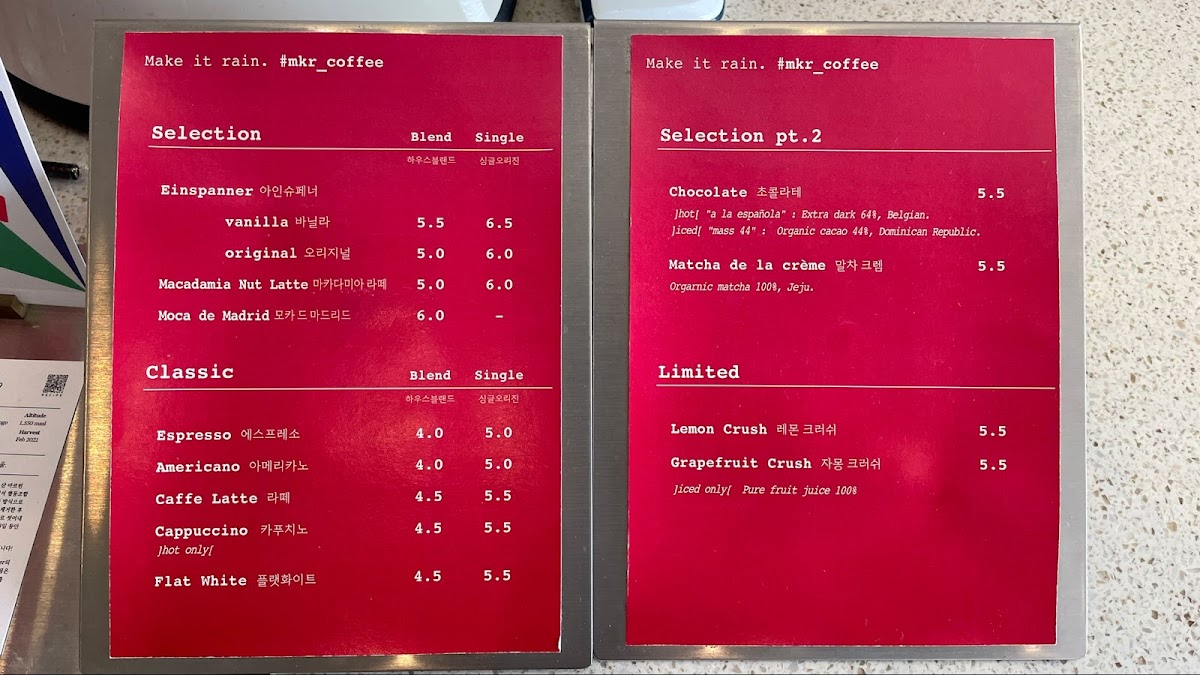 Make it rain. #mkr_coffee
Selection Blend Single
하우스블랜드 싱글오리진
Einspanner 아인슈페너
vanilla 바닐라 5.5 6.5
original 오리지널 5.0 6.0
Macadamia Nut Latte 마카다미아 라떼 5.0 6.0
Moca de Madrid 모카 드 마드리드 6.0 –
Classic Blend Single
하우스블랜드 싱글오리진
Espresso 에스프레소 4.0 5.0
Americano 아메리카노 4.0 5.0
Caffe Latte 라떼 4.5 5.5
Cappuccino 카푸치노 4.5 5.5
]hot only[
Flat White 플랫화이트 4.5 5.5
Make it rain. #mkr_coffee
Selection pt.2
Chocolate 초콜라테 5.5
]hot[ "a la española" : Extra dark 64%, Belgian.
]iced[ "mass 44" : Organic cacao 44%, Dominican Republic.
Matcha de la crème 말차 크렘 5.5
Orgarnic matcha 100%, Jeju.
Limited
Lemon Crush 레몬 크러쉬 5.5
Grapefruit Crush 자몽 크러쉬 5.5
]iced only[ Pure fruit juice 100%
RECIPE
Altitude
1,550 masl
Harvest
Feb 2021